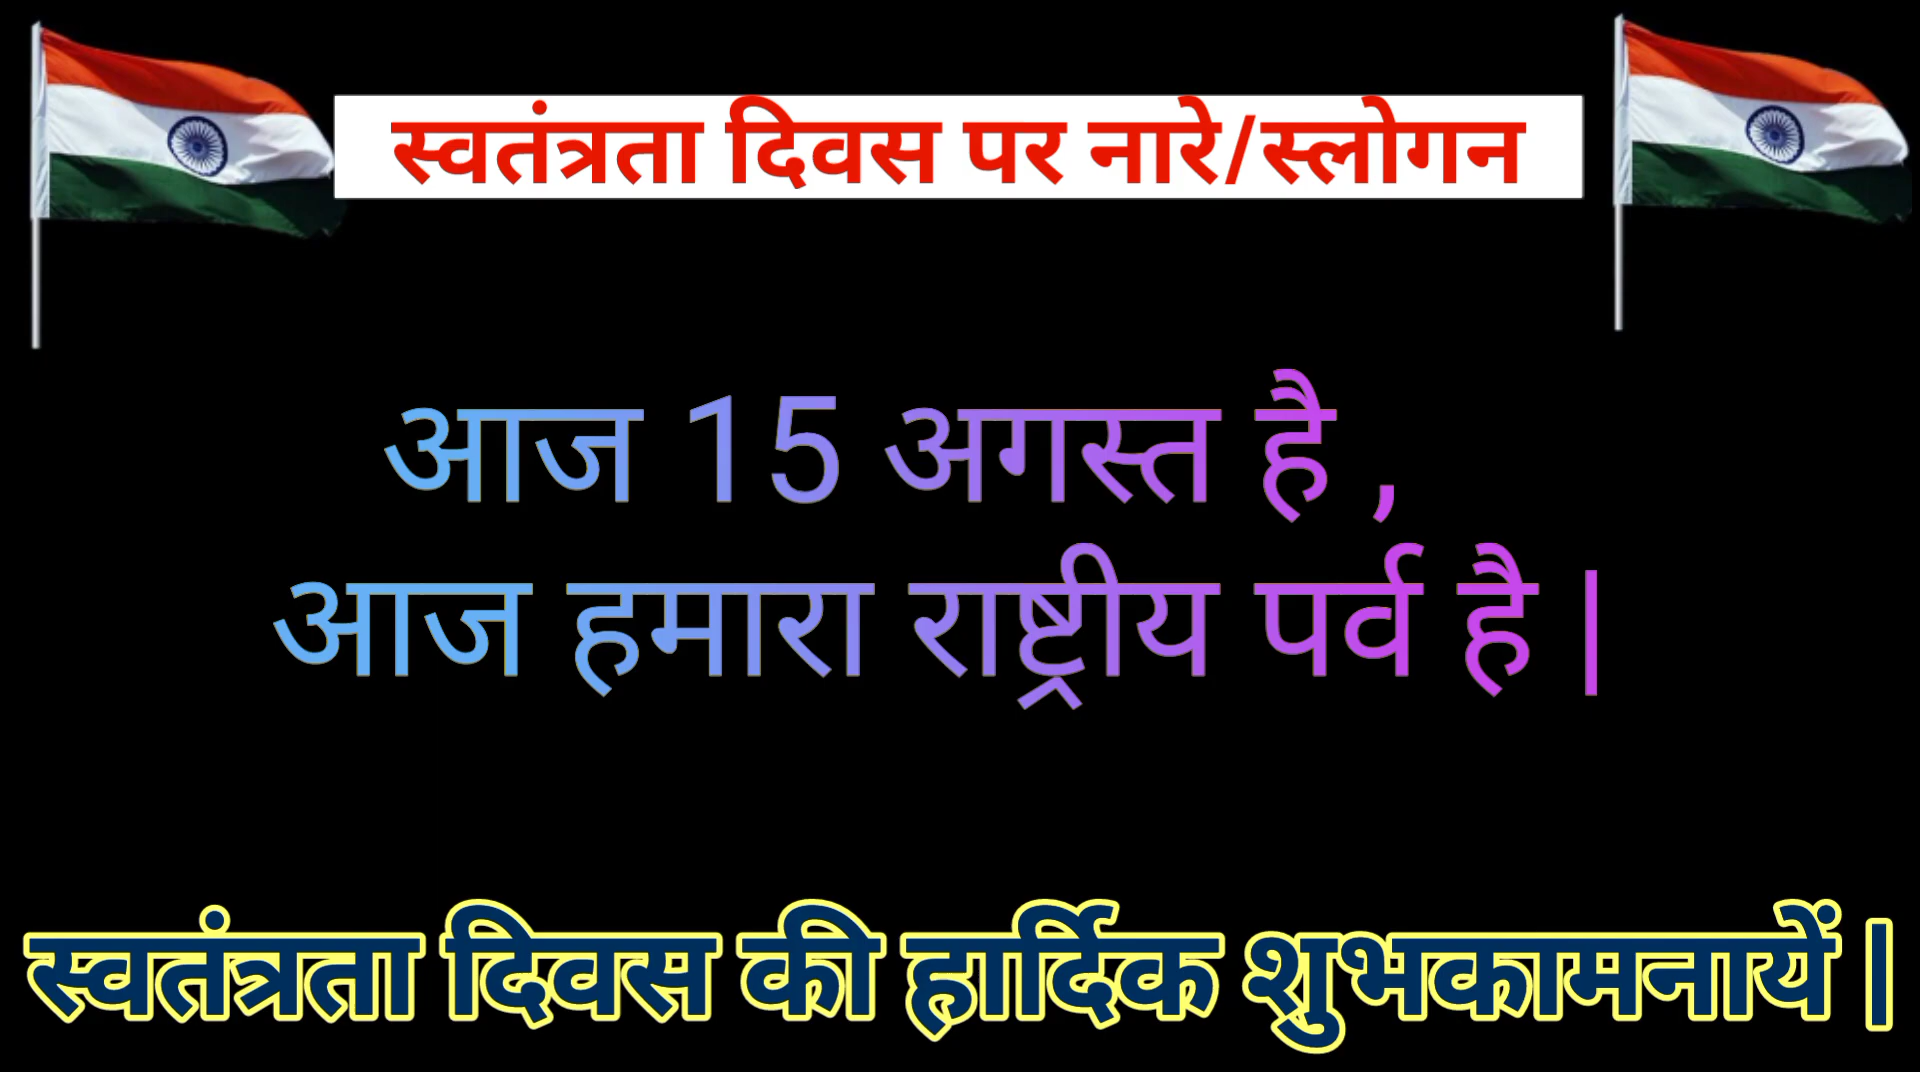 स्वतंत्रता दिवस पर नारे/स्लोगन
आज 15 अगस्त है ,
आज हमारा राष्ट्रीय पर्व है |
स्वतंत्रता दिवस की हार्दिक शुभकामनायें |